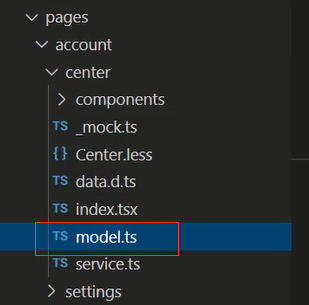 pages
account
center
components
TS _mock.ts
{ } Center.less
TS data.d.ts
TS index.tsx
TS model.ts
TS service.ts
settings